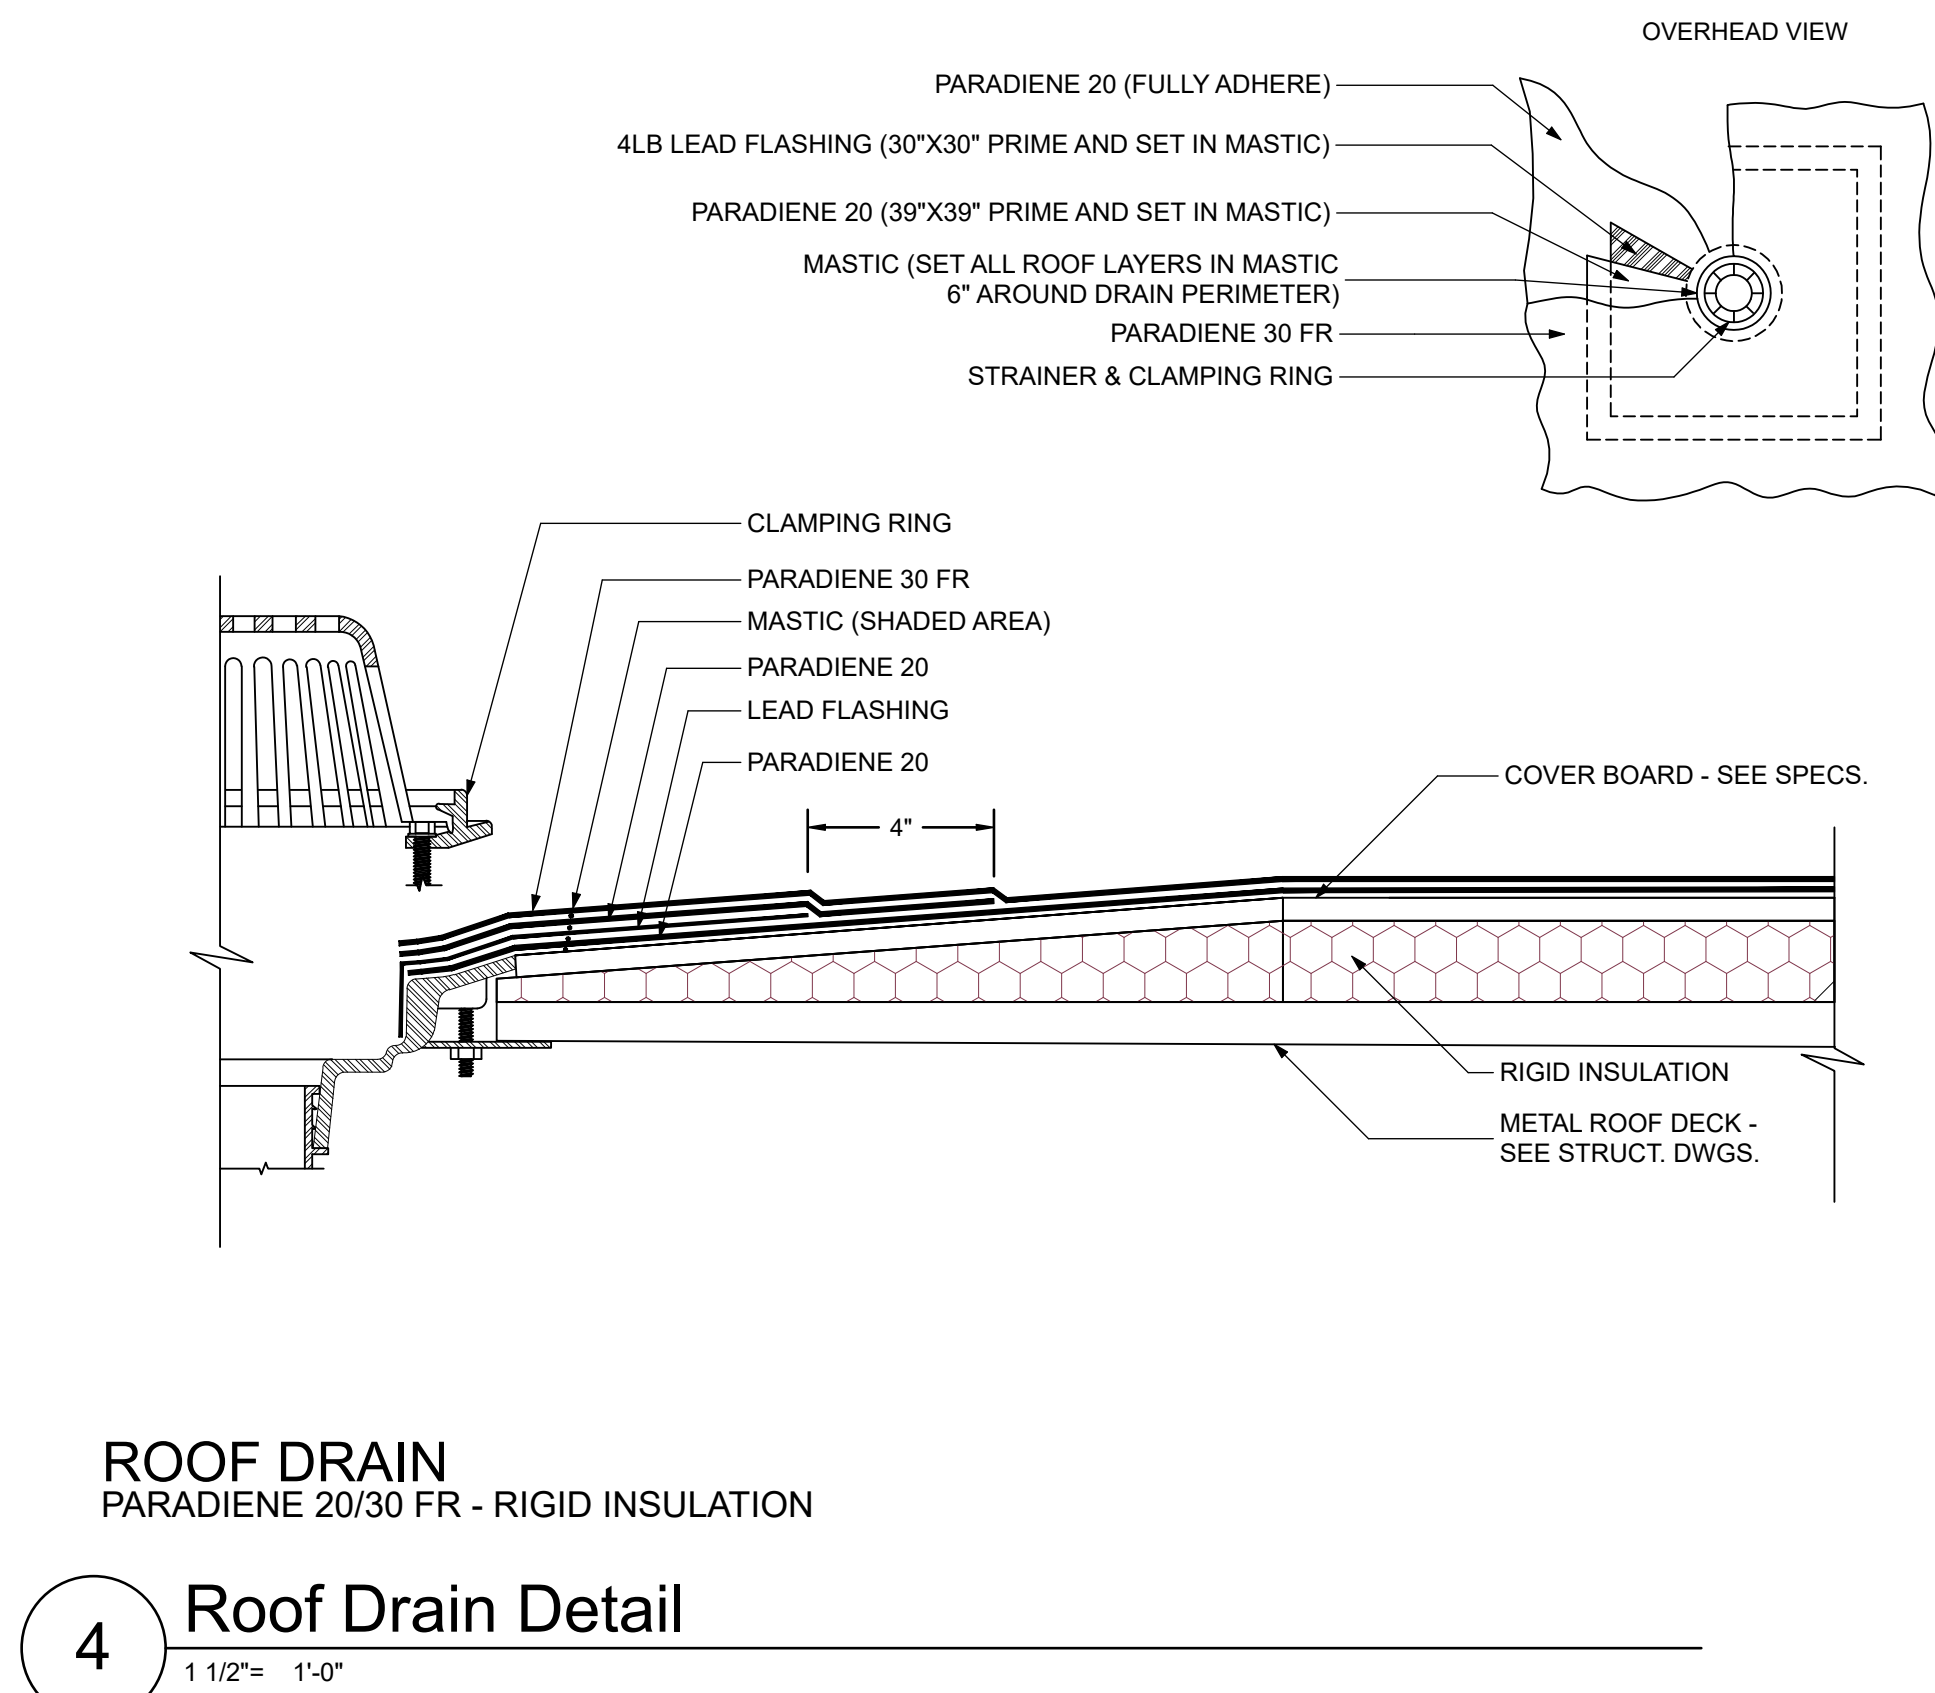 OVERHEAD VIEW
PARADIENE 20 (FULLY ADHERE)
4LB LEAD FLASHING (30"X30" PRIME AND SET IN MASTIC)
PARADIENE 20 (39"X39" PRIME AND SET IN MASTIC)
MASTIC (SET ALL ROOF LAYERS IN MASTIC
6" AROUND DRAIN PERIMETER)
PARADIENE 30 FR
STRAINER & CLAMPING RING
CLAMPING RING
PARADIENE 30 FR
MASTIC (SHADED AREA)
PARADIENE 20
LEAD FLASHING
PARADIENE 20
COVER BOARD - SEE SPECS.
4"
RIGID INSULATION
METAL ROOF DECK -
SEE STRUCT. DWGS.
ROOF DRAIN
PARADIENE 20/30 FR - RIGID INSULATION
4
Roof Drain Detail
1 1/2"= 1'-0"